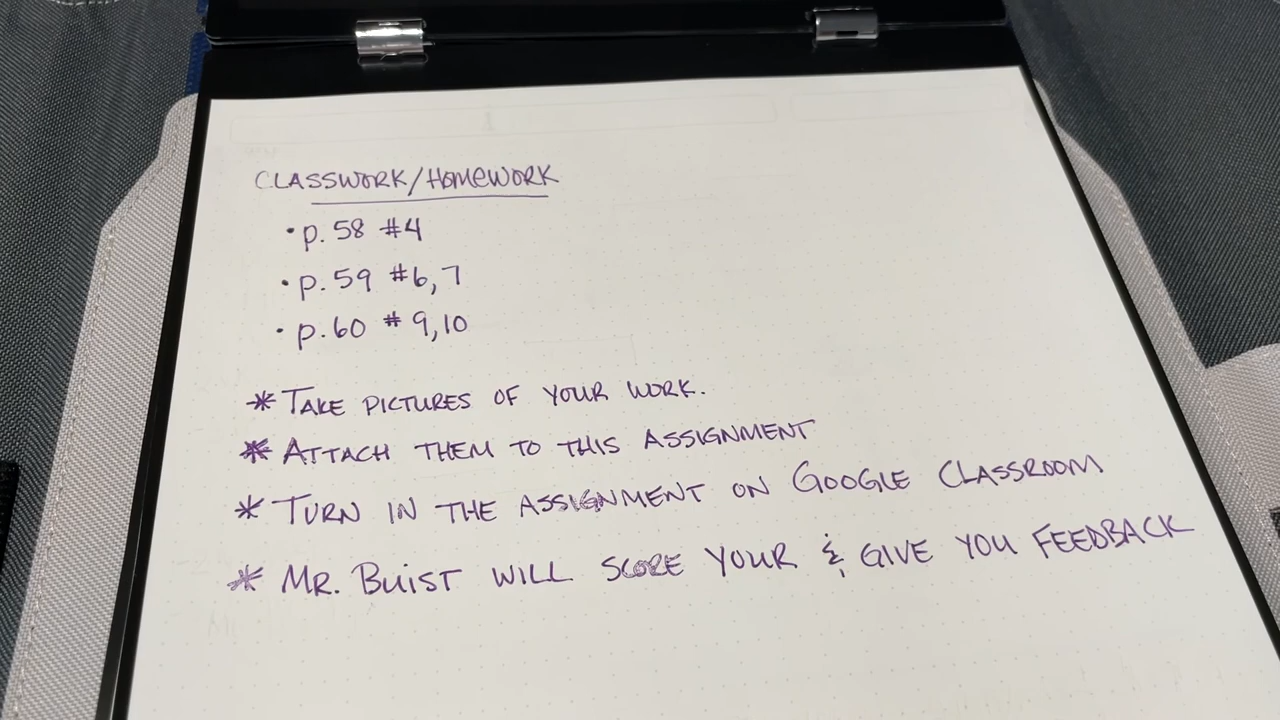 CLASSWORK/HOMEWORK
• p. 58 #4
• p. 59 #6,7
• p. 60 # 9,10
* TAKE PICTURES OF YOUR WORK.
* ATTACH THEM TO THIS ASSIGNMENT
* TURN IN THE ASSIGNMENT ON GOOGLE CLASSROOM
* MR. BUIST WILL SCORE YOUR & GIVE YOU FEEDBACK